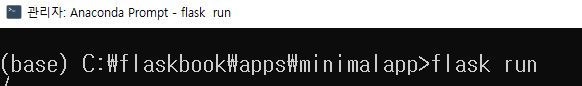 관리자: Anaconda Prompt - flask run
(base) C:₩flaskbook₩apps₩minimalapp>flask run